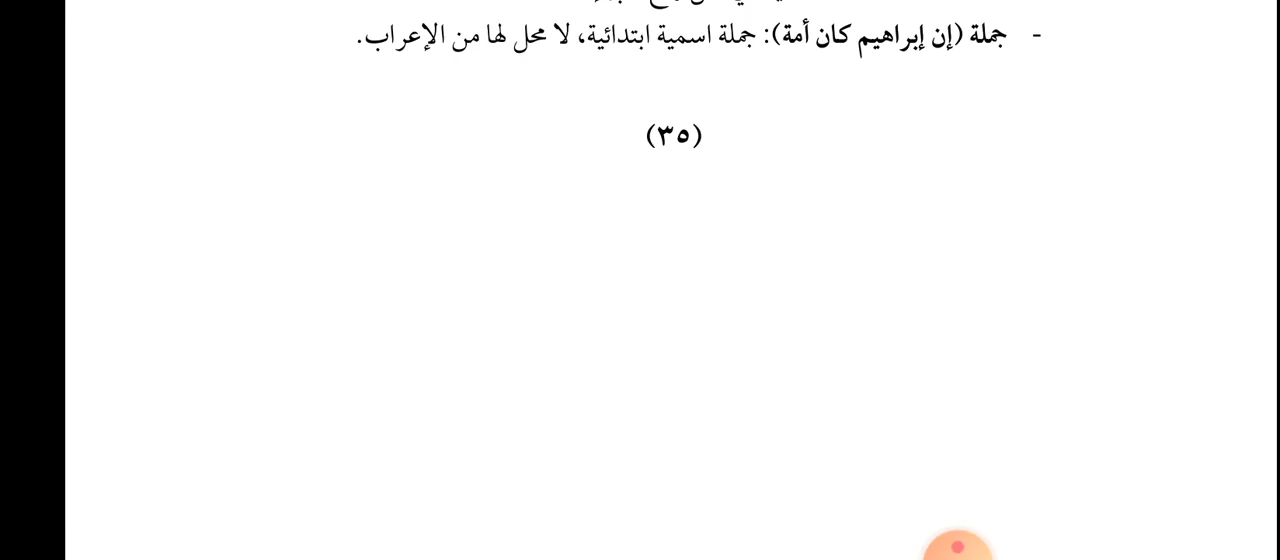 - جملة (إن إبراهيم كان أمة): جملة اسمية ابتدائية، لا محل لها من الإعراب.
(٣٥)